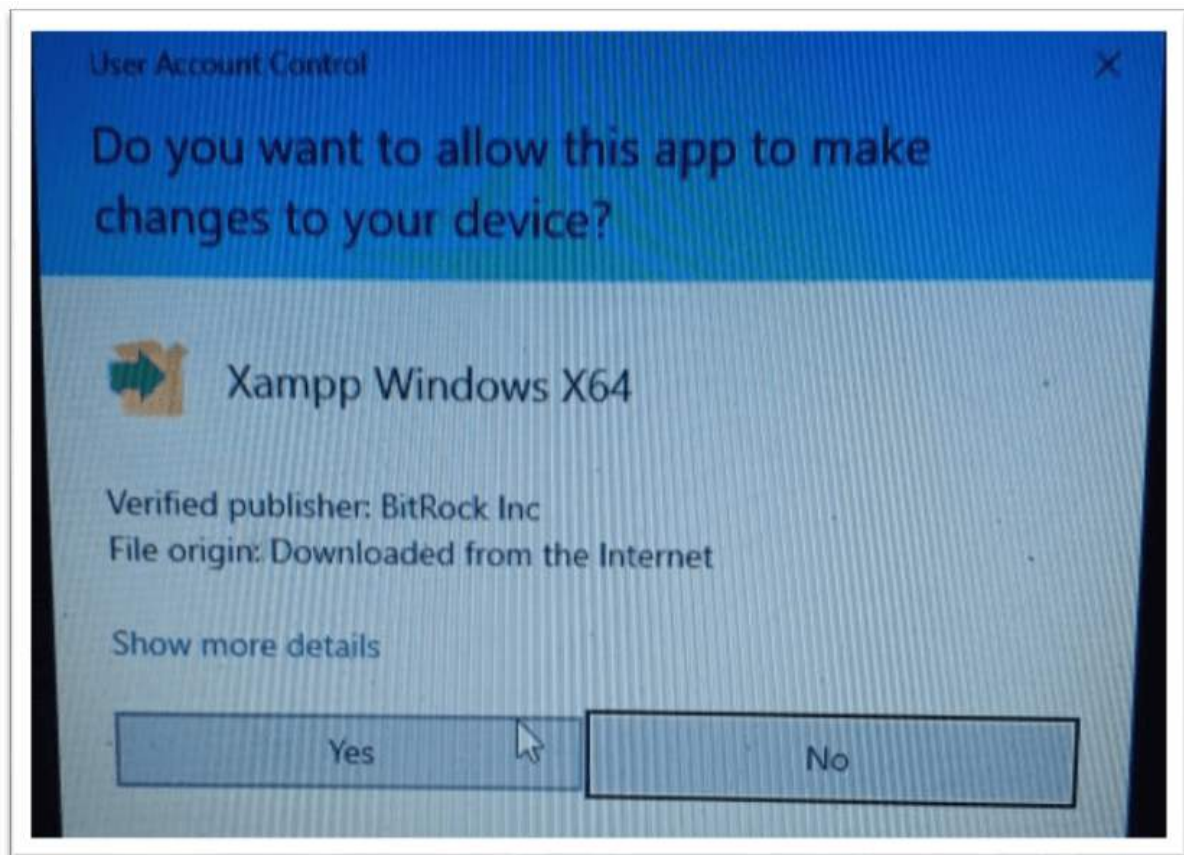 User Account Control
Do you want to allow this app to make
changes to your device?
Xampp Windows X64
Verified publisher: BitRock Inc
File origin: Downloaded from the Internet
Show more details
Yes
No